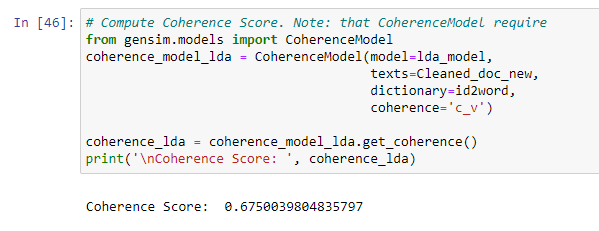 In [46]: # Compute Coherence Score. Note: that CoherenceModel require
from gensim.models import CoherenceModel
coherence_model_lda = CoherenceModel(model=lda_model,
texts=Cleaned_doc_new,
dictionary=id2word,
coherence='c_v')
coherence_lda = coherence_model_lda.get_coherence()
print('\nCoherence Score: ', coherence_lda)
Coherence Score:  0.6750039804835797